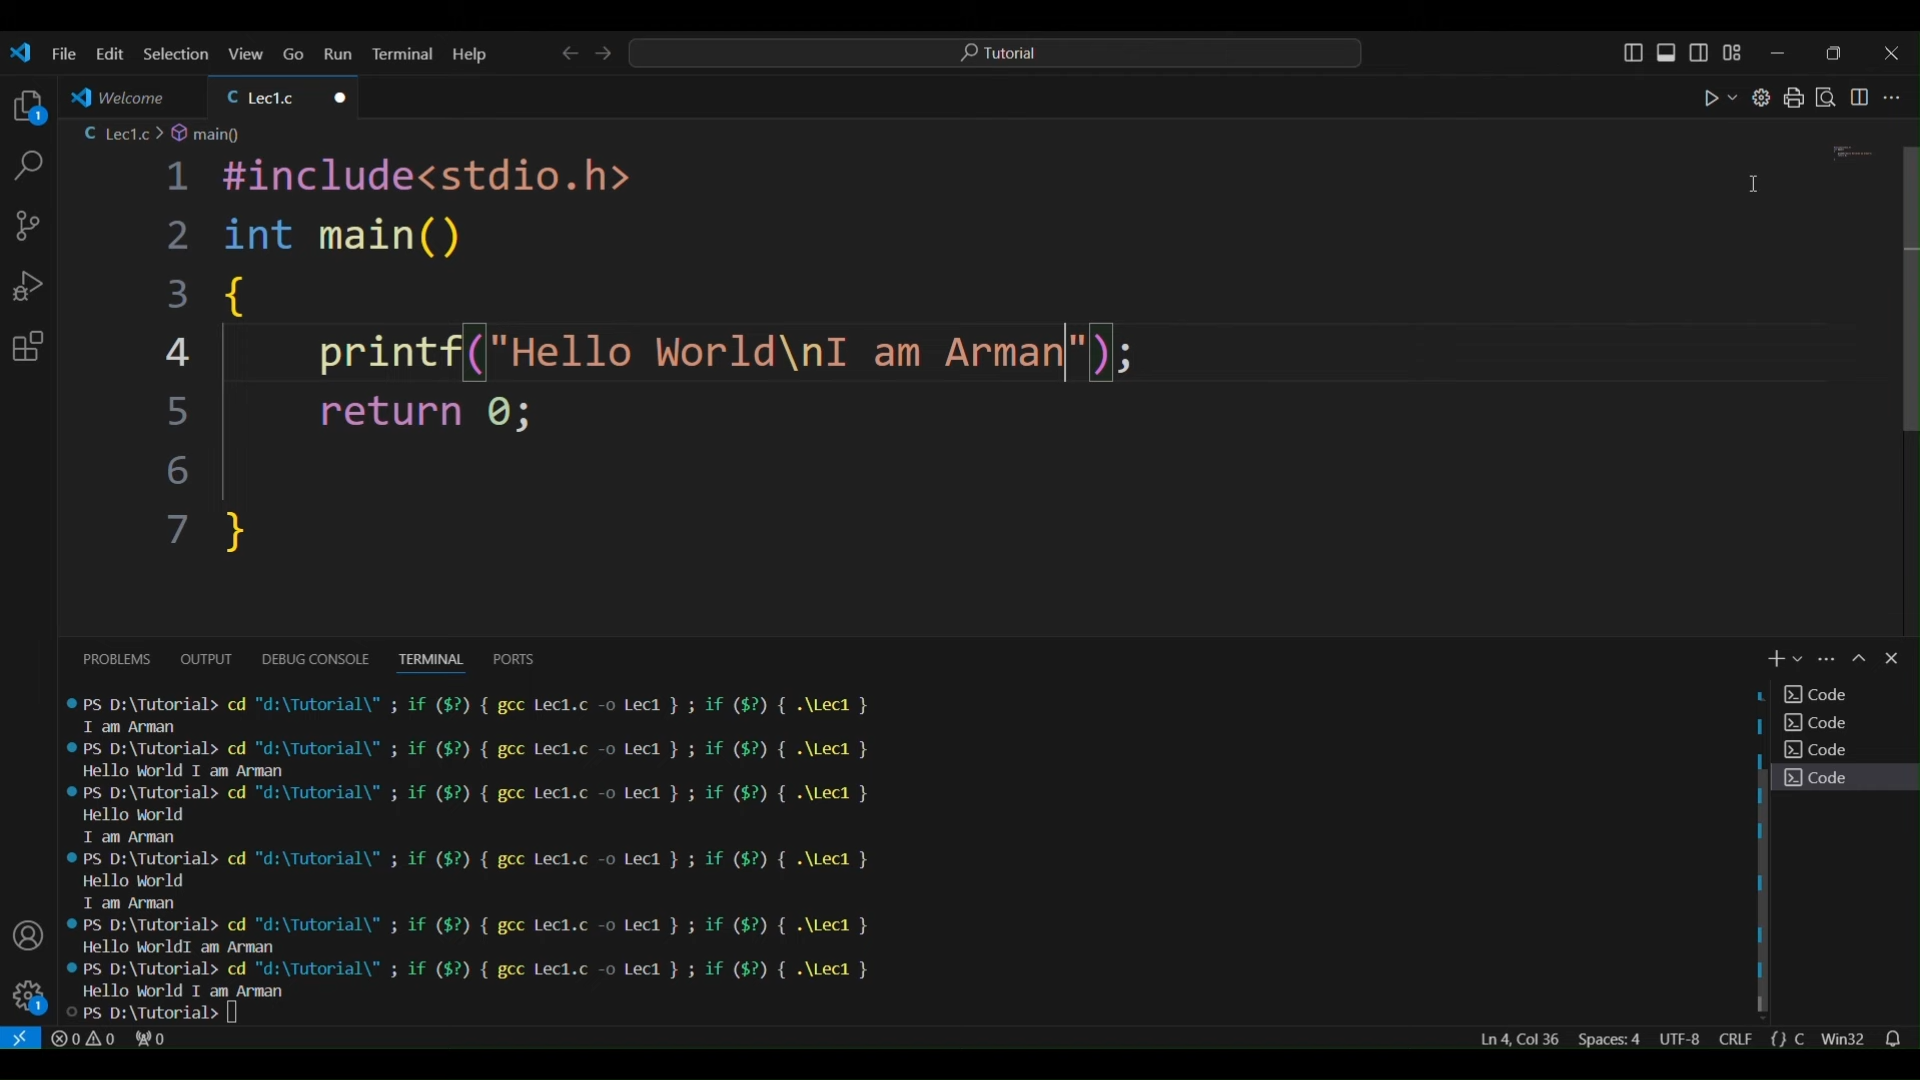 File Edit Selection View Go Run Terminal Help Tutorial
Welcome Lec1.c
Lec1.c > main()
1 #include<stdio.h>
2 int main()
3 {
4     printf("Hello World\nI am Arman");
5     return 0;
6
7 }
PROBLEMS OUTPUT DEBUG CONSOLE TERMINAL PORTS
PS D:\Tutorial> cd "d:\Tutorial\" ; if ($?) { gcc Lec1.c -o Lec1 } ; if ($?) { .\Lec1 }
I am Arman
PS D:\Tutorial> cd "d:\Tutorial\" ; if ($?) { gcc Lec1.c -o Lec1 } ; if ($?) { .\Lec1 }
Hello World I am Arman
PS D:\Tutorial> cd "d:\Tutorial\" ; if ($?) { gcc Lec1.c -o Lec1 } ; if ($?) { .\Lec1 }
Hello World
I am Arman
PS D:\Tutorial> cd "d:\Tutorial\" ; if ($?) { gcc Lec1.c -o Lec1 } ; if ($?) { .\Lec1 }
Hello World
I am Arman
PS D:\Tutorial> cd "d:\Tutorial\" ; if ($?) { gcc Lec1.c -o Lec1 } ; if ($?) { .\Lec1 }
Hello WorldI am Arman
PS D:\Tutorial> cd "d:\Tutorial\" ; if ($?) { gcc Lec1.c -o Lec1 } ; if ($?) { .\Lec1 }
Hello World I am Arman
PS D:\Tutorial>
Code
Code
Code
Code
1
1
0 0 0 Ln 4, Col 36 Spaces: 4 UTF-8 CRLF {} C Win32